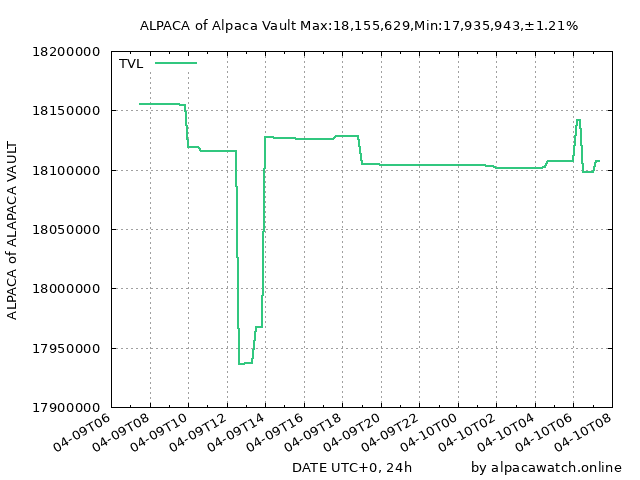 ALPACA of Alpaca Vault Max:18,155,629,Min:17,935,943,±1.21%
TVL
18200000
18150000
18100000
18050000
18000000
17950000
17900000
ALPACA of ALAPACA VAULT
04-09T06
04-09T08
04-09T10
04-09T12
04-09T14
04-09T16
04-09T18
04-09T20
04-09T22
04-10T00
04-10T02
04-10T04
04-10T06
04-10T08
DATE UTC+0, 24h
by alpacawatch.online